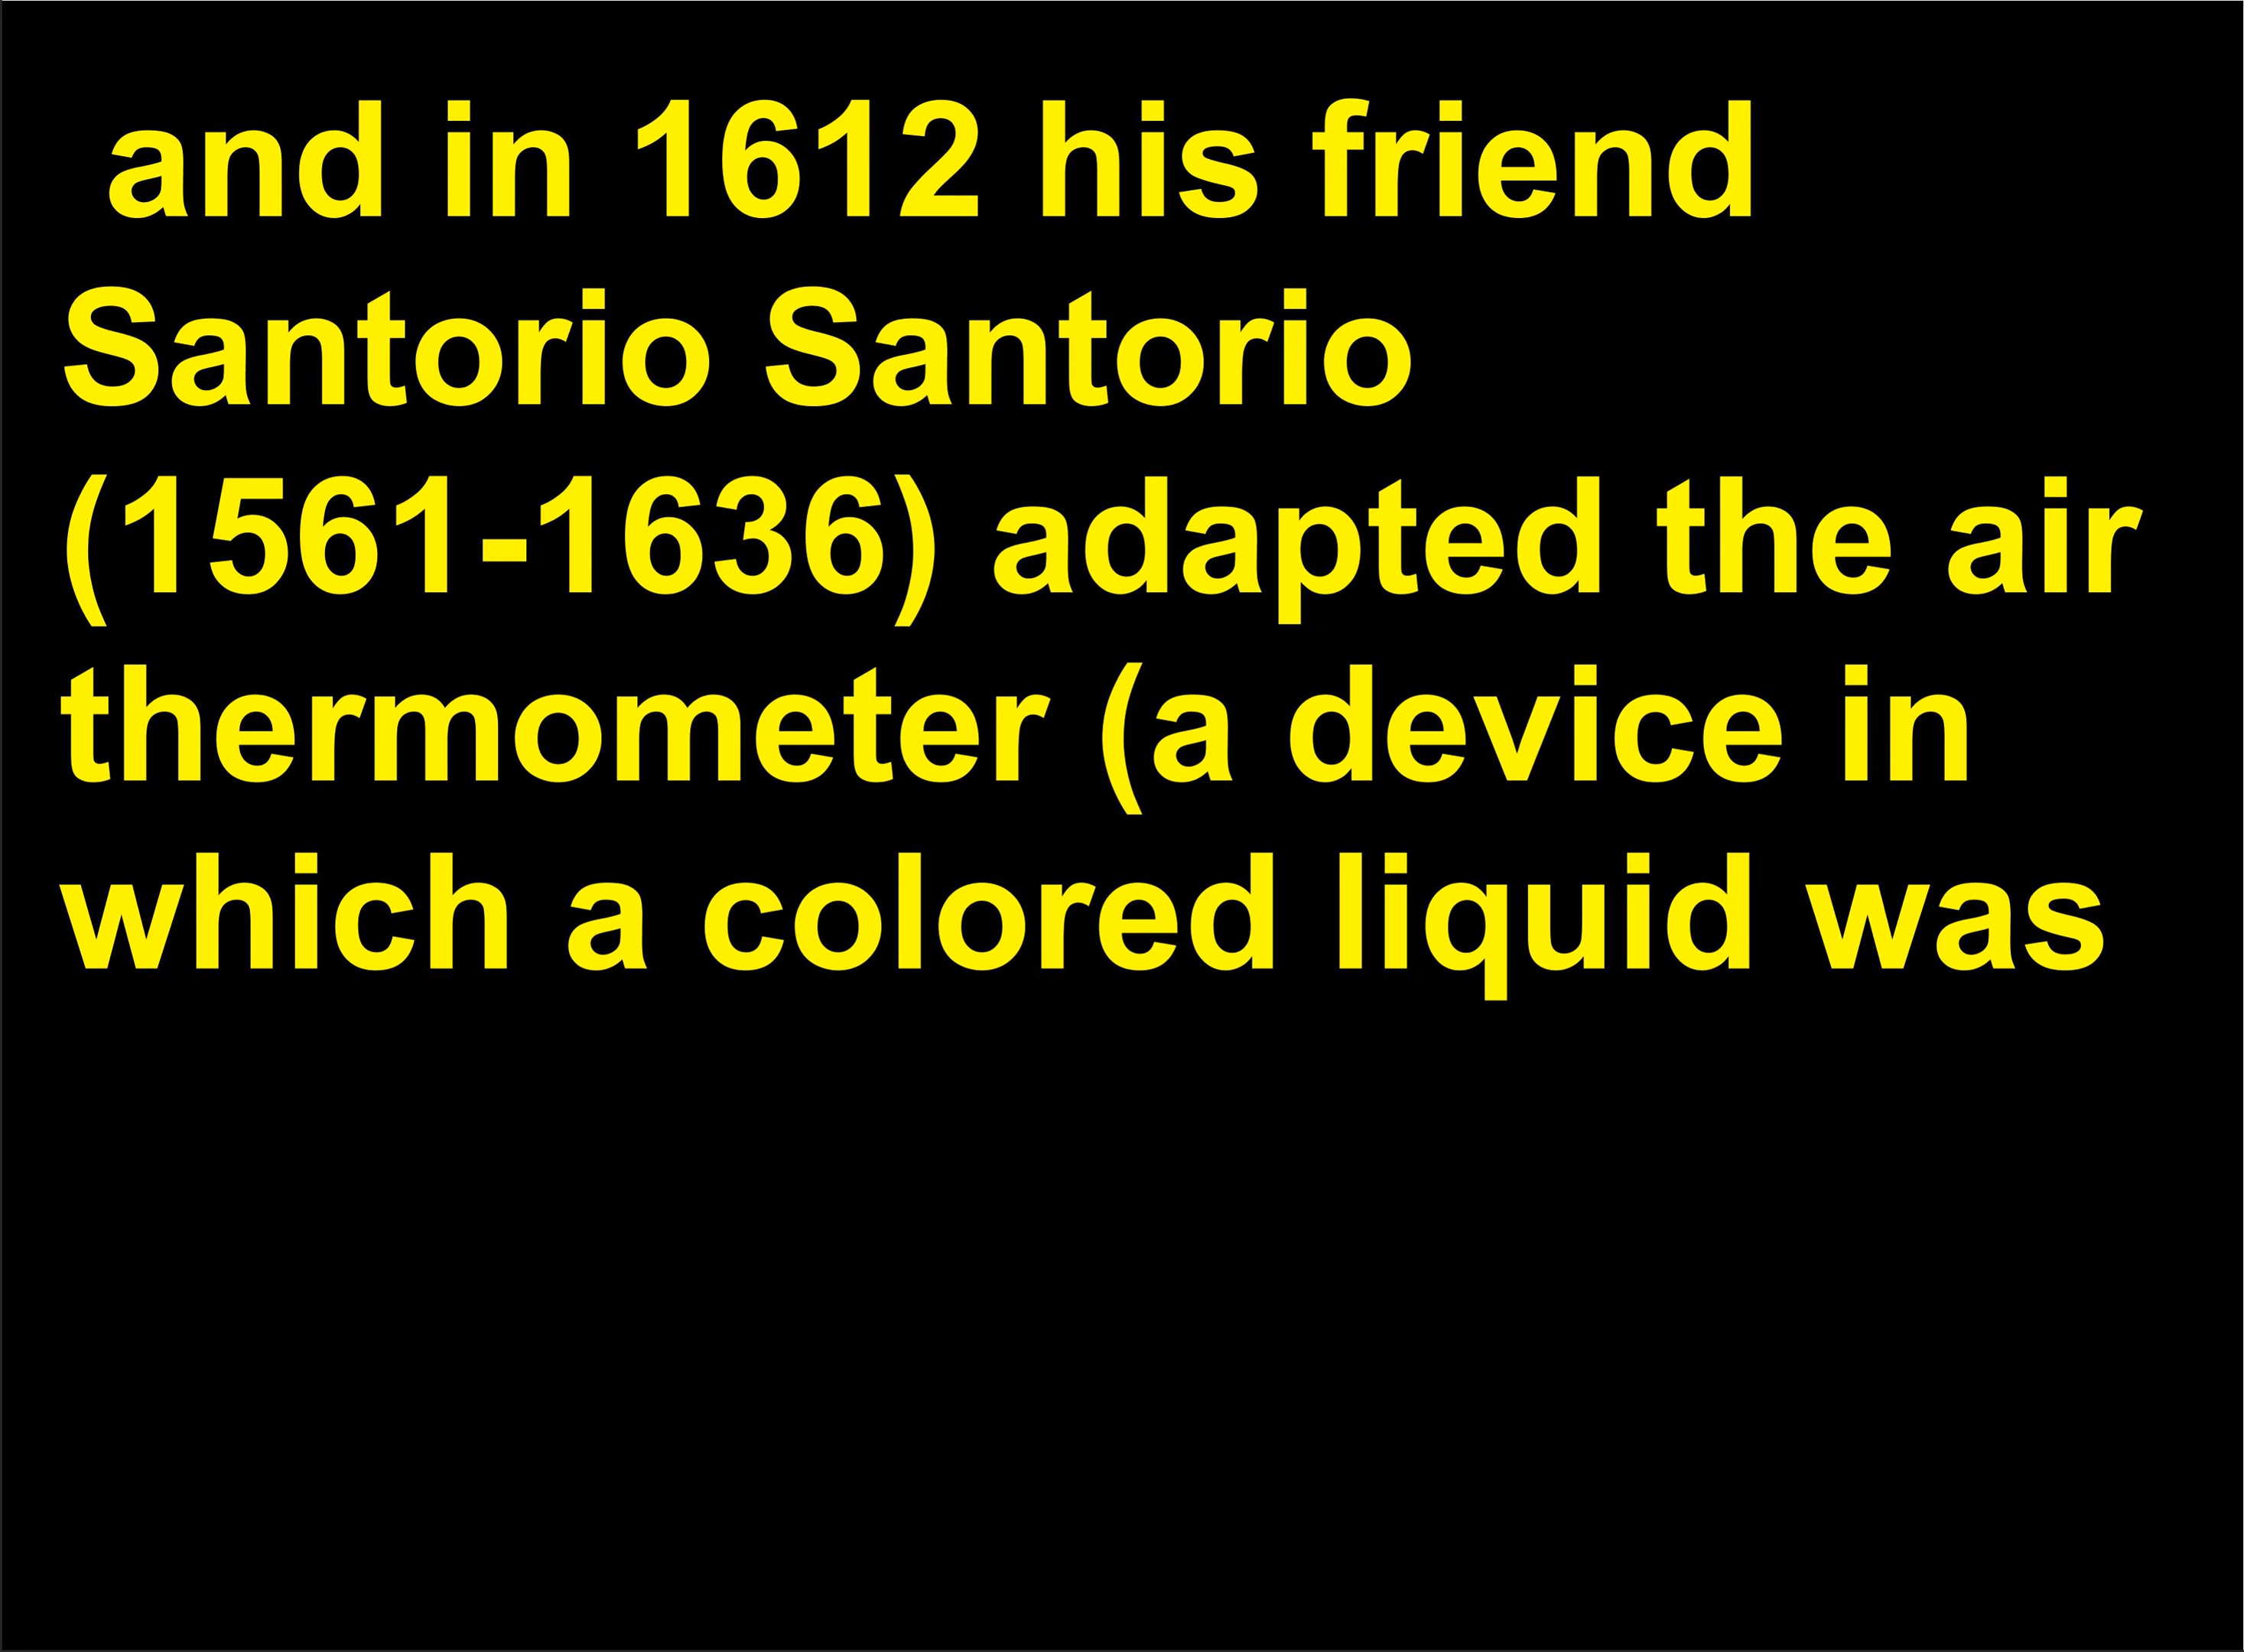 and in 1612 his friend
Santorio Santorio
(1561-1636) adapted the air
thermometer (a device in
which a colored liquid was